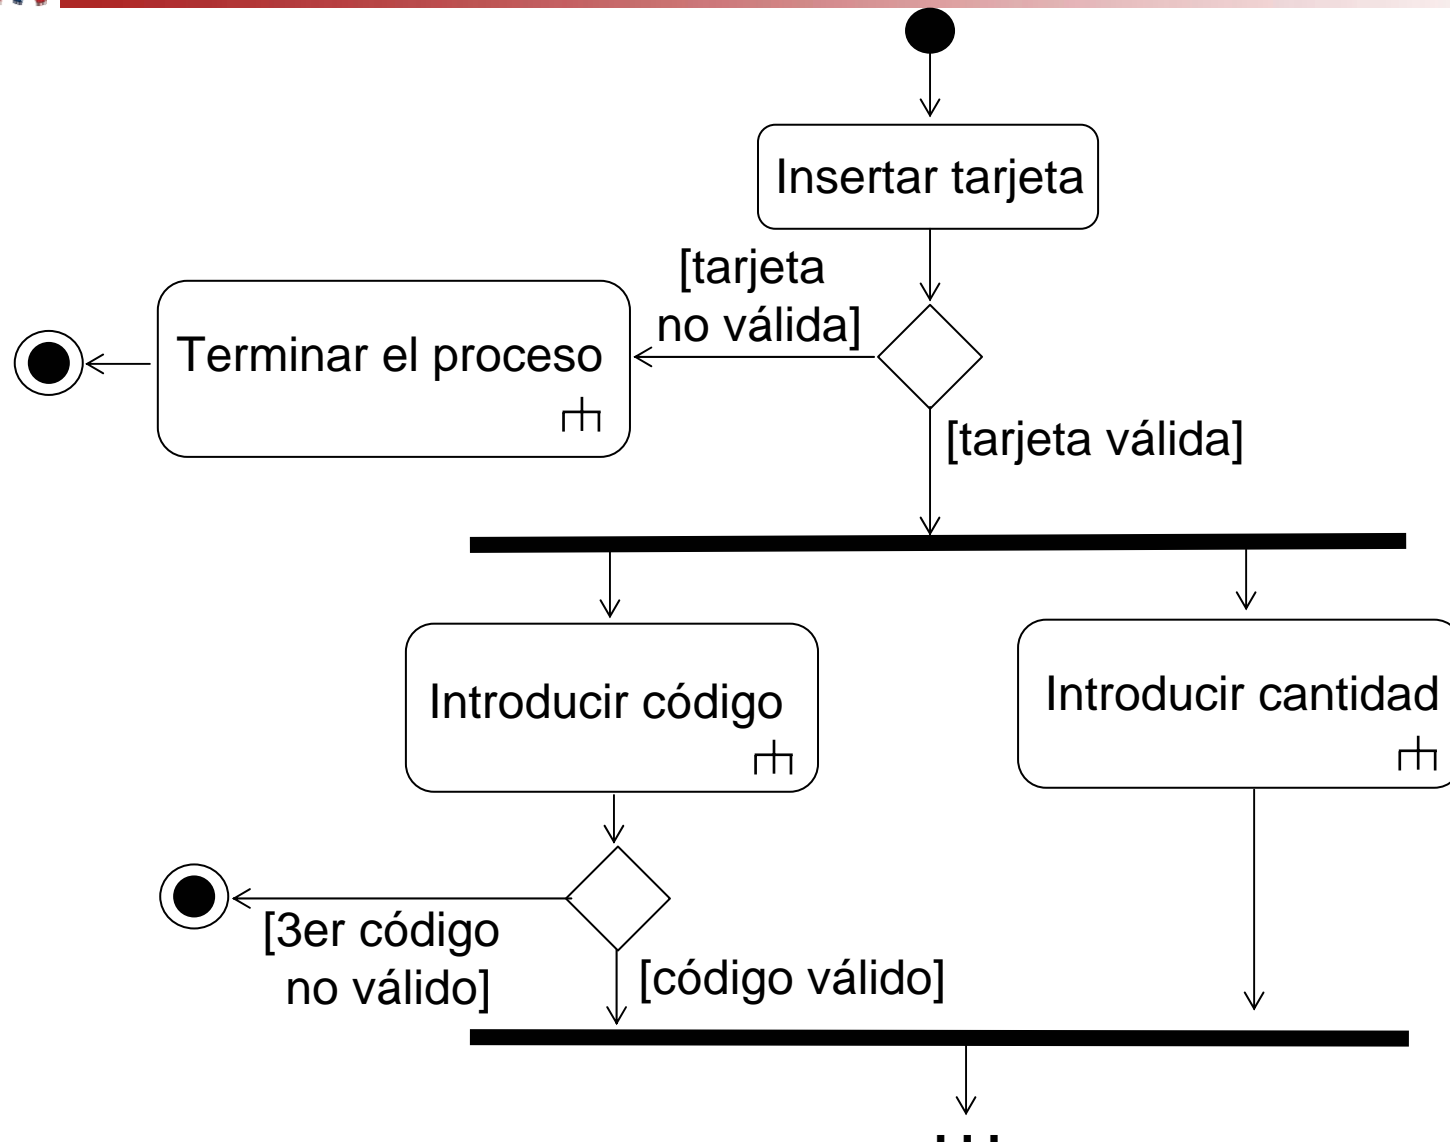 Insertar tarjeta
[tarjeta
no válida]
Terminar el proceso
[tarjeta válida]
Introducir código
Introducir cantidad
[3er código
no válido]
[código válido]
...